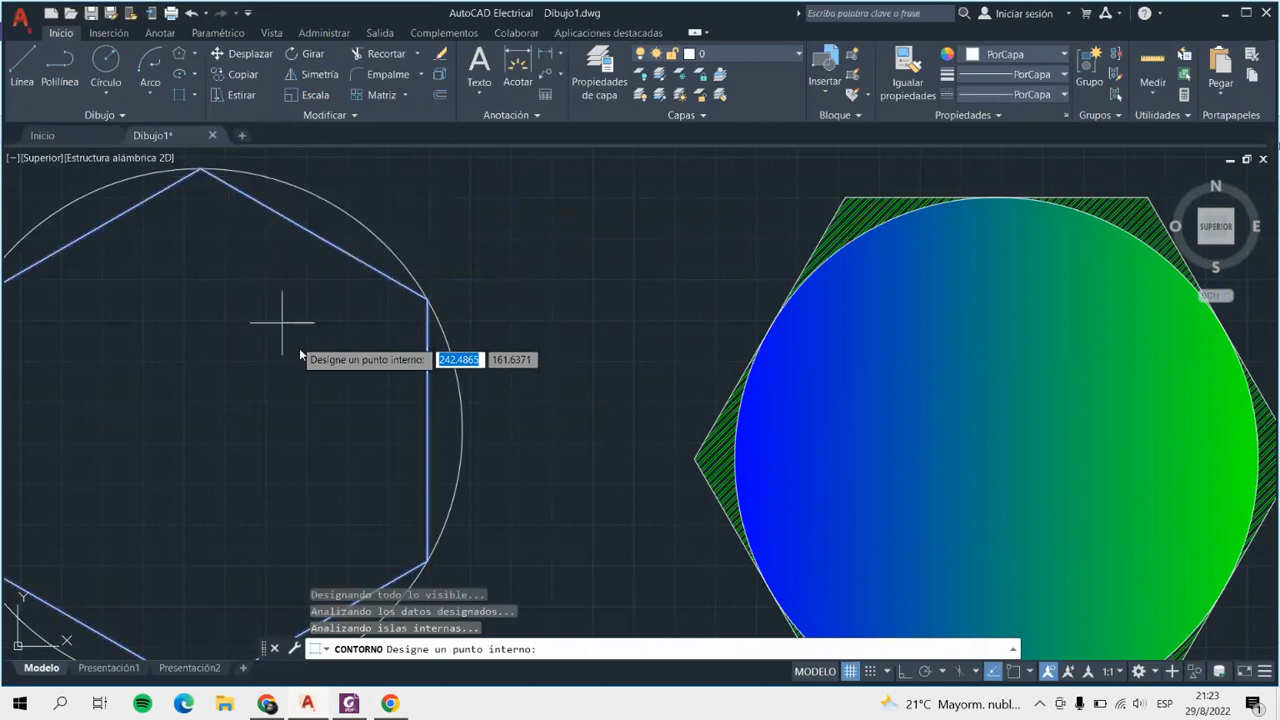 AutoCAD Electrical Dibujo1.dwg
Escriba palabra clave o frase
Iniciar sesión
Inicio Inserción Anotar Paramétrico Vista Administrar Salida Complementos Colaborar Aplicaciones destacadas
Línea Polilínea Círculo Arco
Desplazar Girar Recortar
Copiar Simetría Empalme
Estirar Escala Matriz
Texto Acotar
Propiedades de capa
0
Insertar
Igualar propiedades
PorCapa
PorCapa
PorCapa
Grupo
Medir
Pegar
Dibujo Modificar Anotación Capas Bloque Propiedades Grupos Utilidades Portapapeles
Inicio Dibujo1*
[−][Superior][Estructura alámbrica 2D]
N
O SUPERIOR E
S
Designe un punto interno: 242.4865 161.6371
Designando todo lo visible...
Analizando los datos designados...
Analizando islas internas...
Y
X
CONTORNO Designe un punto interno:
Modelo Presentación1 Presentación2
MODELO
1:1
21°C Mayorm. nubl...
ESP
21:23
29/8/2022
1